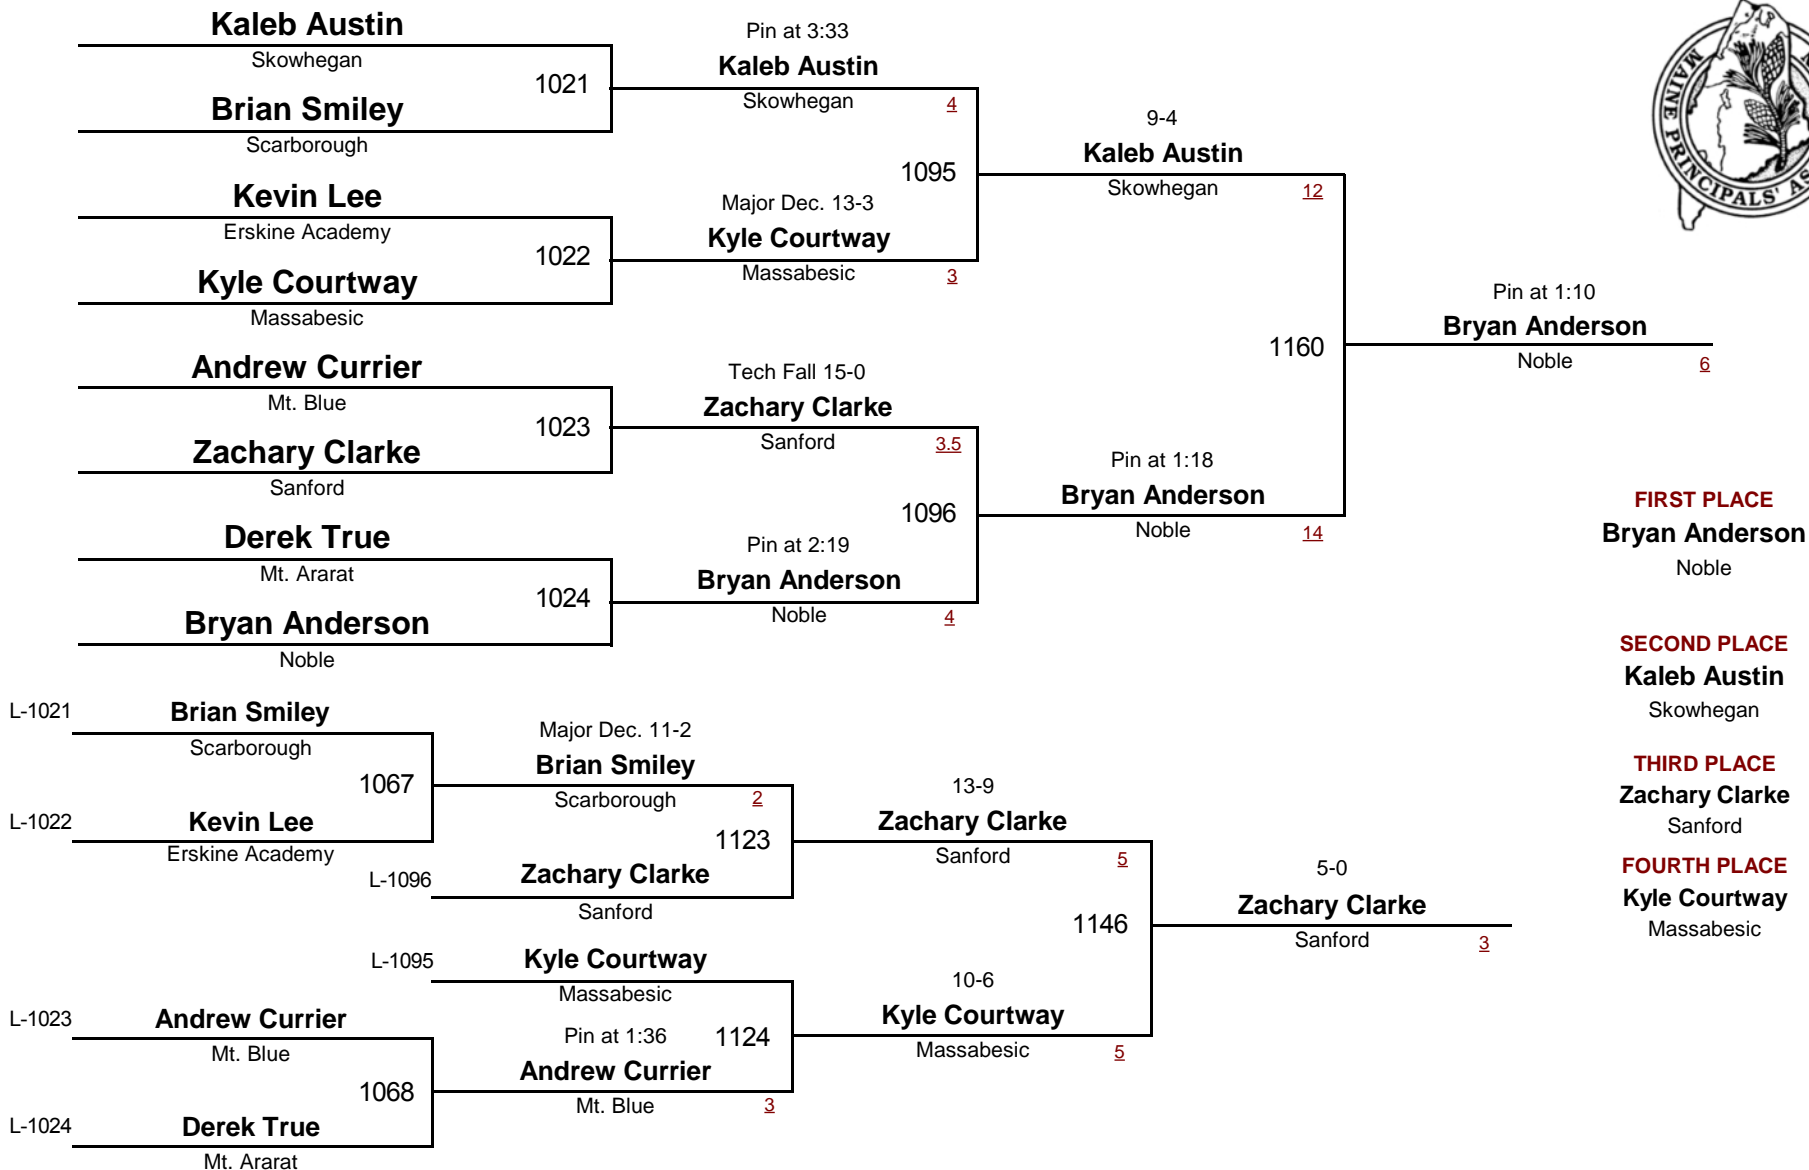 Kaleb Austin
Skowhegan
1021
Brian Smiley
Scarborough
Kevin Lee
Erskine Academy
1022
Kyle Courtway
Massabesic
Andrew Currier
Mt. Blue
1023
Zachary Clarke
Sanford
Derek True
Mt. Ararat
1024
Bryan Anderson
Noble
Pin at 3:33
Kaleb Austin
Skowhegan
4
1095
Major Dec. 13-3
Kyle Courtway
Massabesic
3
Tech Fall 15-0
Zachary Clarke
Sanford
3.5
1096
Pin at 2:19
Bryan Anderson
Noble
4
9-4
Kaleb Austin
Skowhegan
12
1160
Pin at 1:18
Bryan Anderson
Noble
14
Pin at 1:10
Bryan Anderson
Noble
6
MAINE PRINCIPALS' AS
FIRST PLACE
Bryan Anderson
Noble
SECOND PLACE
Kaleb Austin
Skowhegan
THIRD PLACE
Zachary Clarke
Sanford
FOURTH PLACE
Kyle Courtway
Massabesic
L-1021
Brian Smiley
Scarborough
1067
L-1022
Kevin Lee
Erskine Academy
Major Dec. 11-2
Brian Smiley
Scarborough
2
1123
L-1096
Zachary Clarke
Sanford
L-1095
Kyle Courtway
Massabesic
1124
L-1023
Andrew Currier
Mt. Blue
1068
L-1024
Derek True
Mt. Ararat
Pin at 1:36
Andrew Currier
Mt. Blue
3
13-9
Zachary Clarke
Sanford
5
1146
10-6
Kyle Courtway
Massabesic
5
5-0
Zachary Clarke
Sanford
3